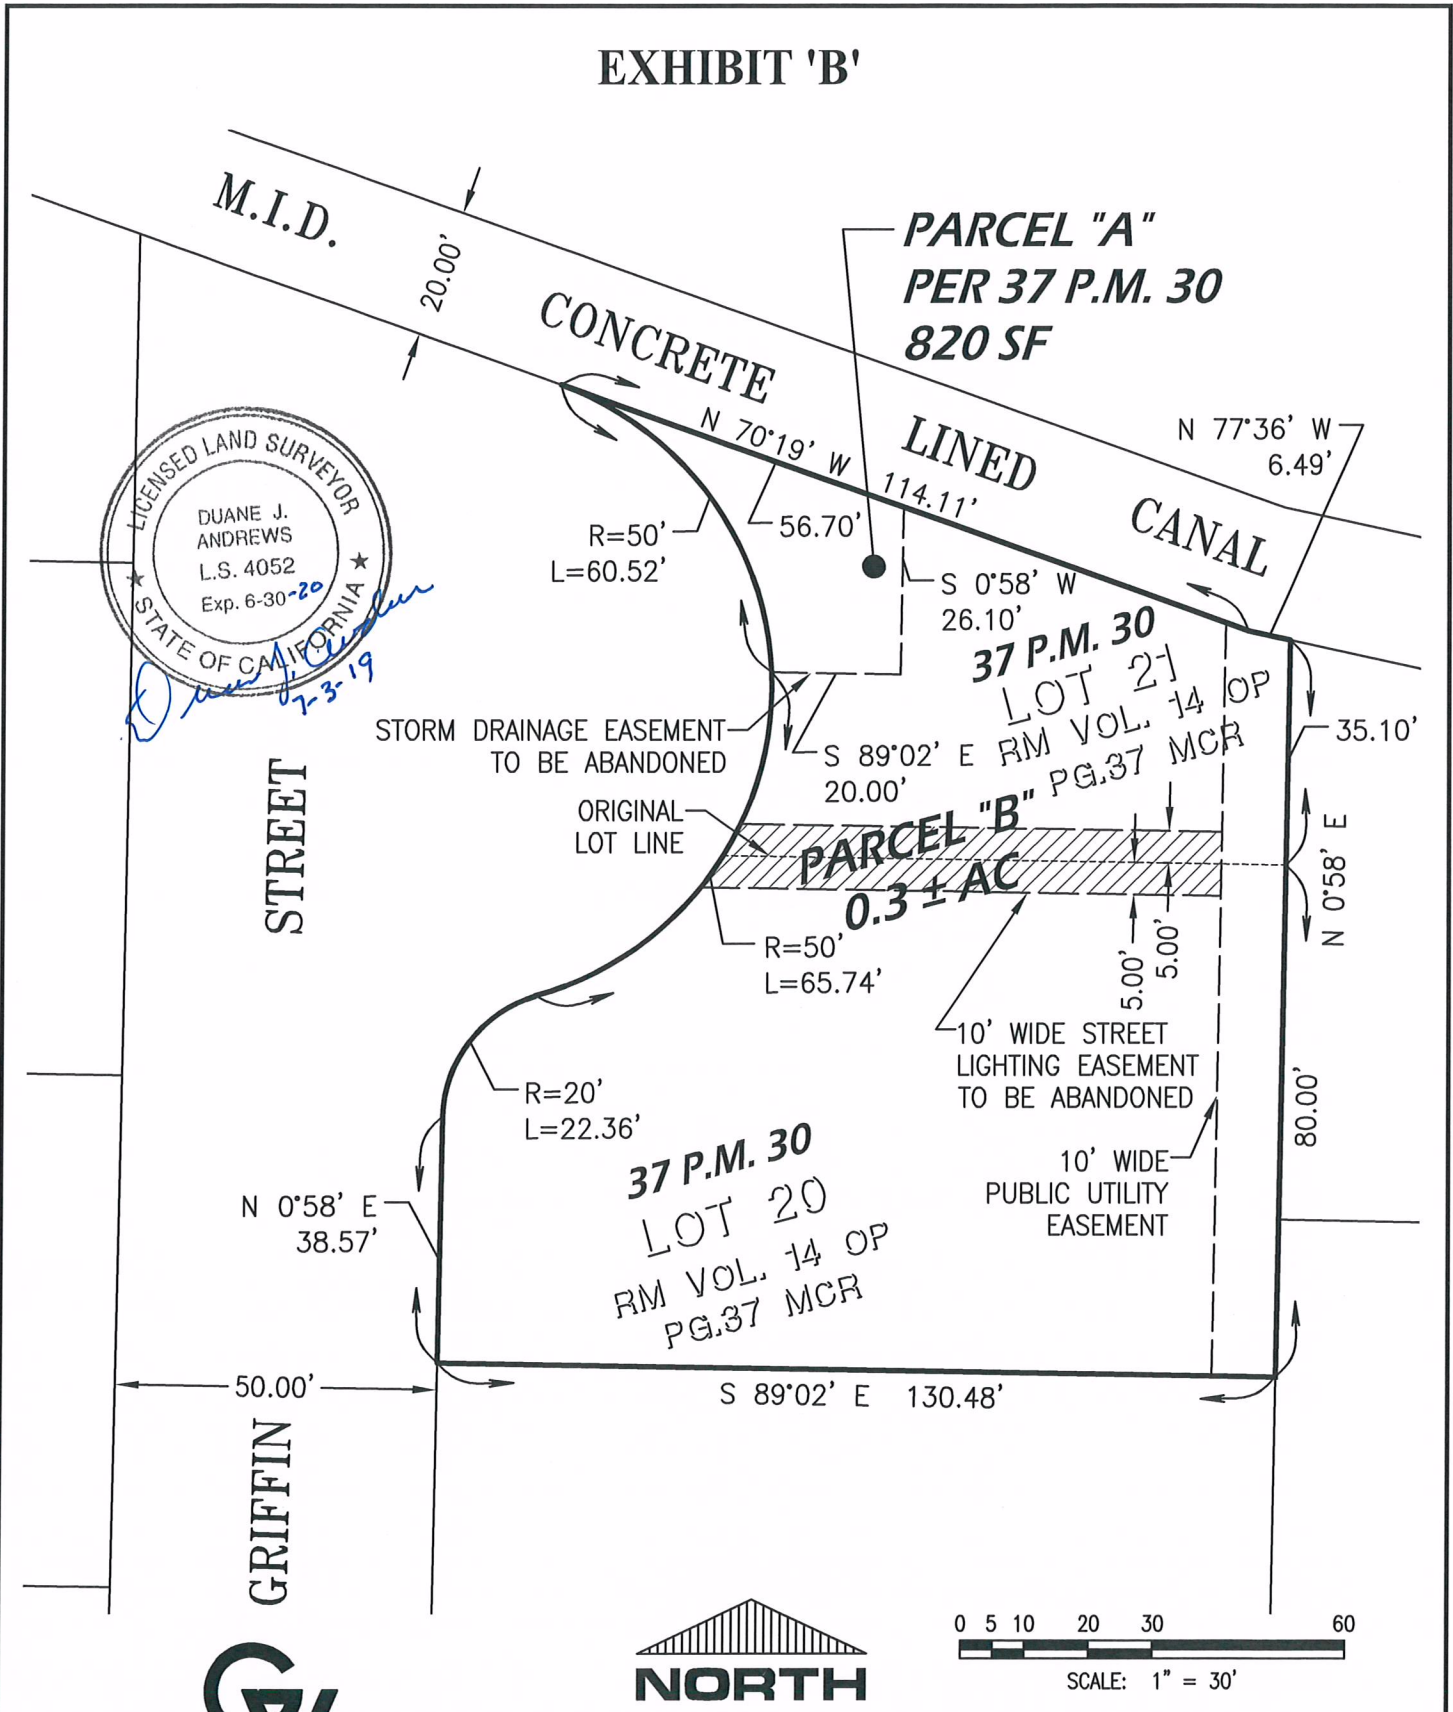 EXHIBIT 'B'
M.I.D.
20.00'
CONCRETE
LINED
CANAL
PARCEL "A"
PER 37 P.M. 30
820 SF
N 77°36' W
6.49'
N 70°19' W
114.11'
56.70'
R=50'
L=60.52'
LICENSED LAND SURVEYOR
DUANE J.
ANDREWS
L.S. 4052
Exp. 6-30-20
STATE OF CALIFORNIA
7-3-19
S 0°58' W
26.10'
37 P.M. 30
LOT 21
RM VOL. 14 OP
PG.37 MCR
35.10'
STORM DRAINAGE EASEMENT
TO BE ABANDONED
S 89°02' E
20.00'
ORIGINAL
LOT LINE
PARCEL "B"
0.3 ± AC
N 0°58' E
STREET
R=50'
L=65.74'
5.00'
5.00'
10' WIDE STREET
LIGHTING EASEMENT
TO BE ABANDONED
R=20'
L=22.36'
80.00'
10' WIDE
PUBLIC UTILITY
EASEMENT
37 P.M. 30
LOT 20
RM VOL. 14 OP
PG.37 MCR
N 0°58' E
38.57'
50.00'
S 89°02' E 130.48'
GRIFFIN
NORTH
0 5 10 20 30 60
SCALE: 1" = 30'